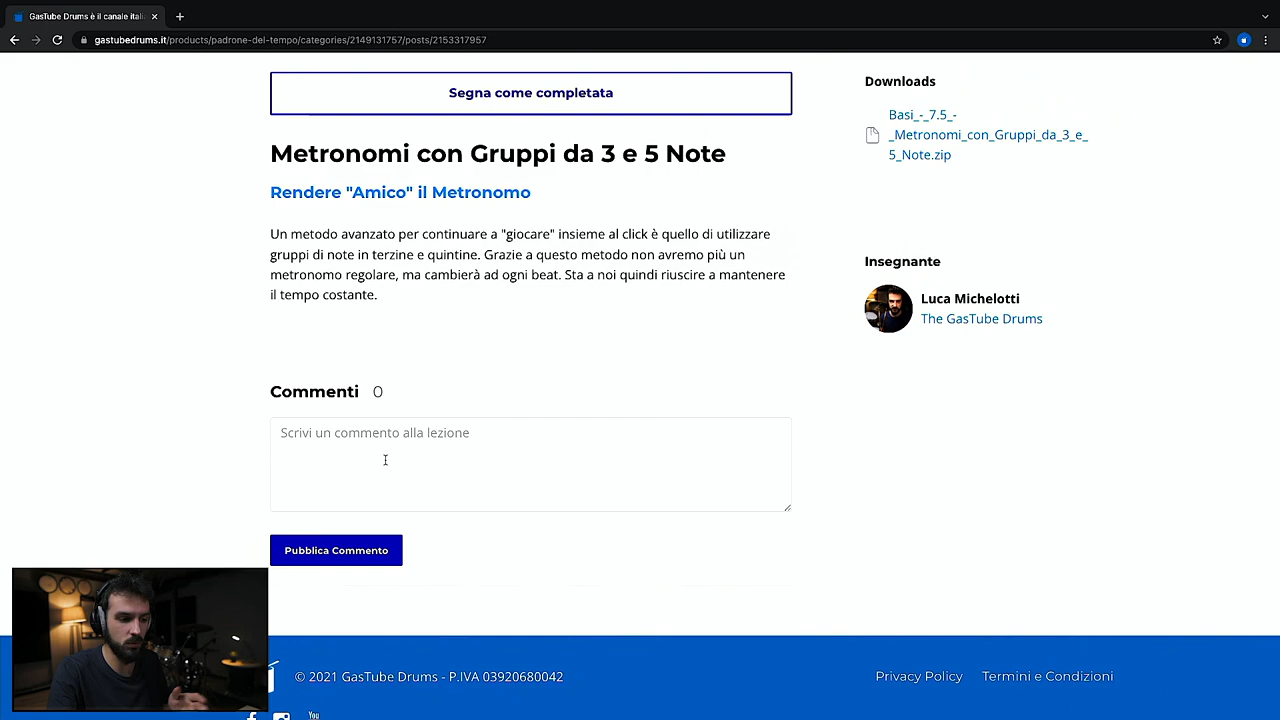 GasTube Drums è il canale itali
gastubedrums.it/products/padrone-del-tempo/categories/2149131757/posts/2153317957
Segna come completata
Metronomi con Gruppi da 3 e 5 Note
Rendere "Amico" il Metronomo
Un metodo avanzato per continuare a "giocare" insieme al click è quello di utilizzare
gruppi di note in terzine e quintine. Grazie a questo metodo non avremo più un
metronomo regolare, ma cambierà ad ogni beat. Sta a noi quindi riuscire a mantenere
il tempo costante.
Commenti 0
Scrivi un commento alla lezione
Pubblica Commento
Downloads
Basi_-_7.5_-
_Metronomi_con_Gruppi_da_3_e_
5_Note.zip
Insegnante
Luca Michelotti
The GasTube Drums
© 2021 GasTube Drums - P.IVA 03920680042
Privacy Policy
Termini e Condizioni
You